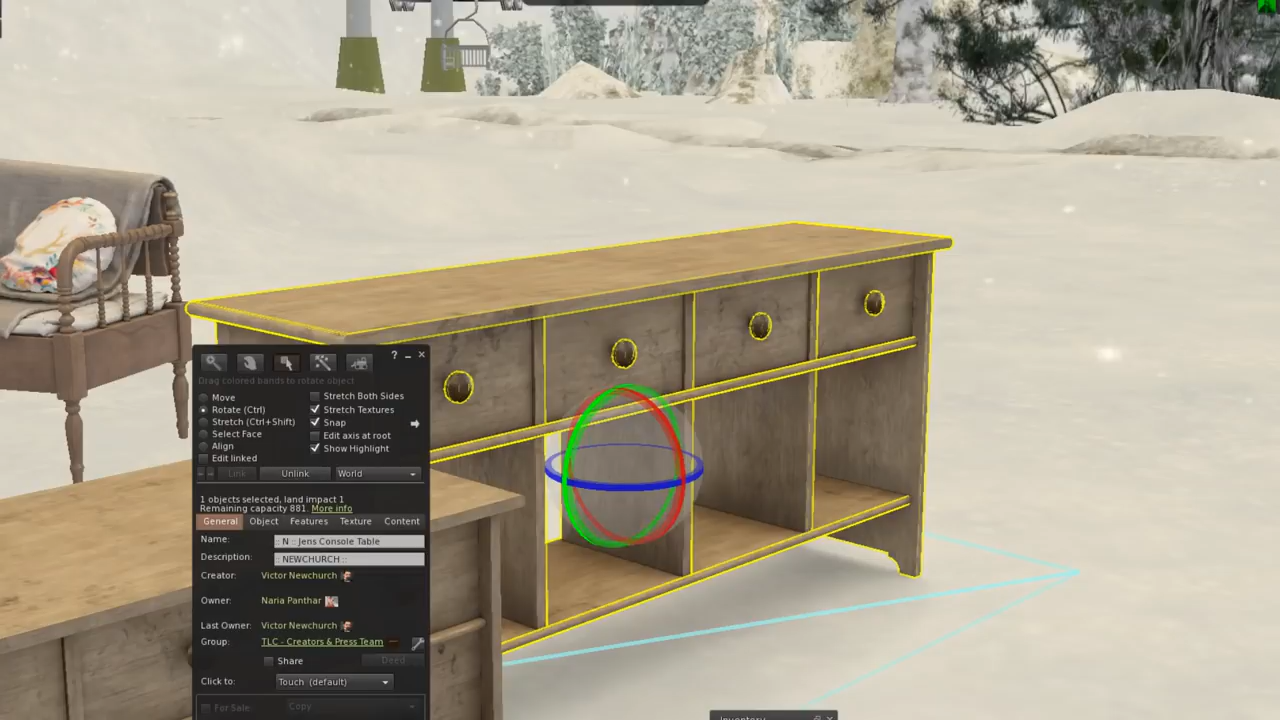 ?
Drag colored bands to rotate object
Move
Rotate (Ctrl)
Stretch (Ctrl+Shift)
Select Face
Align
Edit linked
Stretch Both Sides
Stretch Textures
Snap
Edit axis at root
Show Highlight
Link
Unlink
World
1 objects selected, land impact 1
Remaining capacity 881. More info
General Object Features Texture Content
Name: :: N :: Jens Console Table
Description: :: NEWCHURCH ::
Creator: Victor Newchurch
Owner: Naria Panthar
Last Owner: Victor Newchurch
Group: TLC - Creators & Press Team
Share Deed
Click to: Touch (default)
For Sale: Copy
Inventory